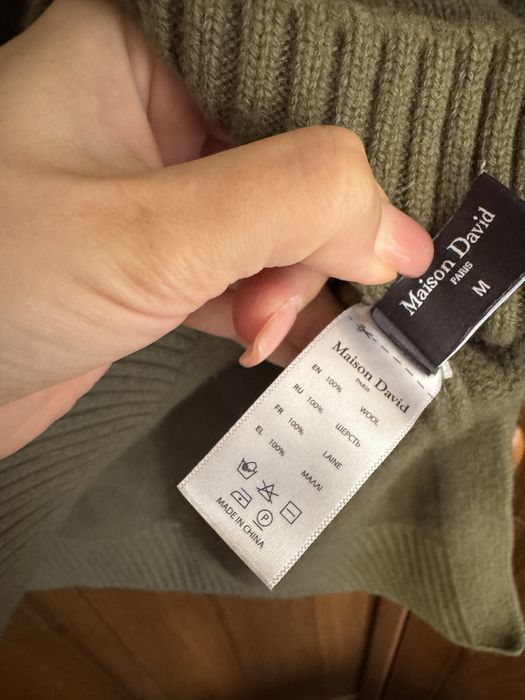 Maison David
PARIS
M
Maison David
PARIS
EN 100% WOOL
RU 100% ШЕРСТЬ
FR 100% LAINE
EL 100% ΜΑΛΛΙ
P
MADE IN CHINA